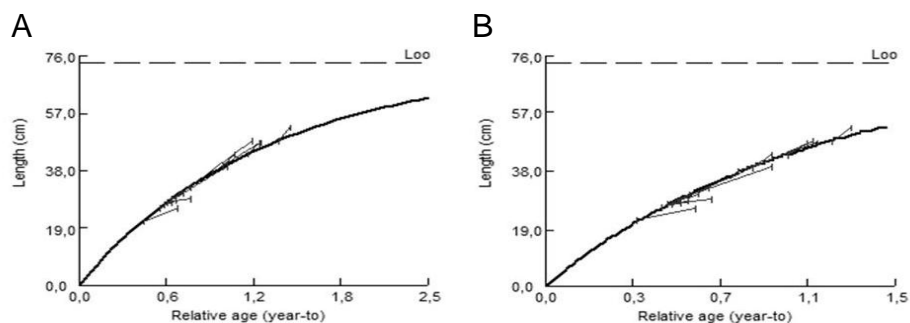 A
76,0
Loo
57,0
38,0
19,0
0,0
Length (cm)
0,0 0,6 1,2 1,8 2,5
Relative age (year-to)
B
76,0
Loo
57,0
38,0
19,0
0,0
Length (cm)
0,0 0,3 0,7 1,1 1,5
Relative age (year-to)